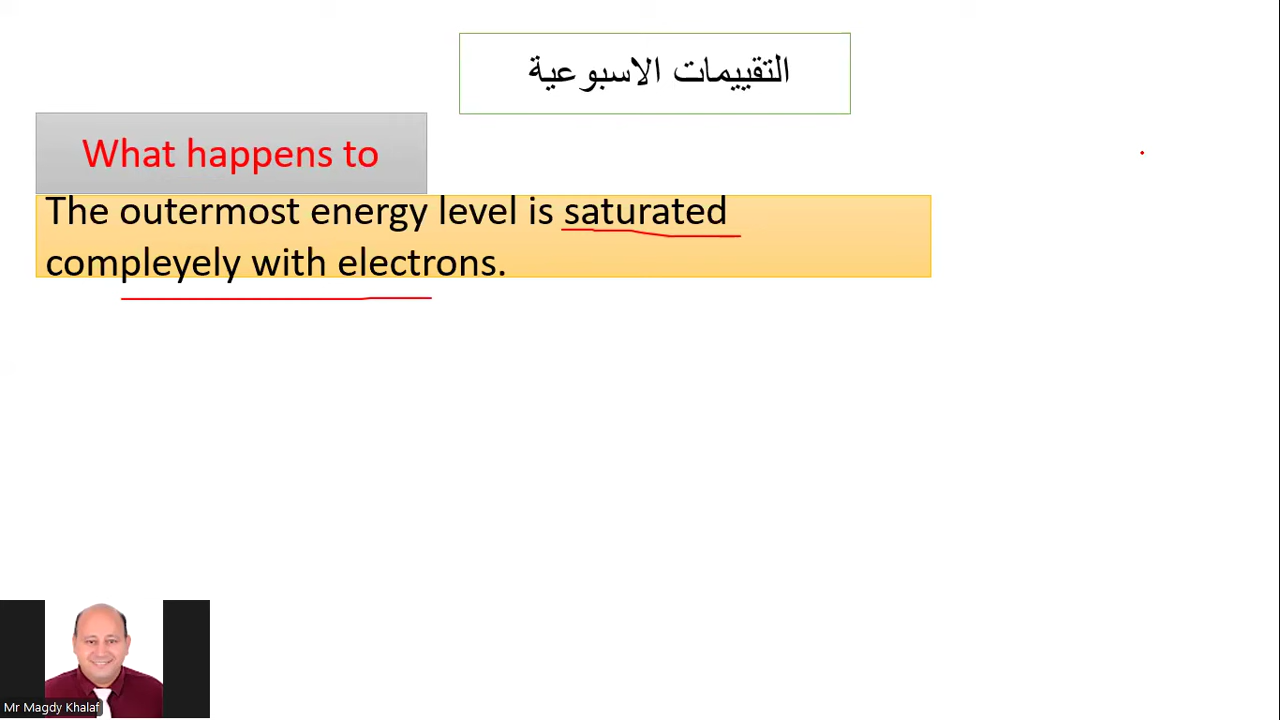 التقييمات الاسبوعية
What happens to
The outermost energy level is saturated
compleyely with electrons.
Mr Magdy Khalaf